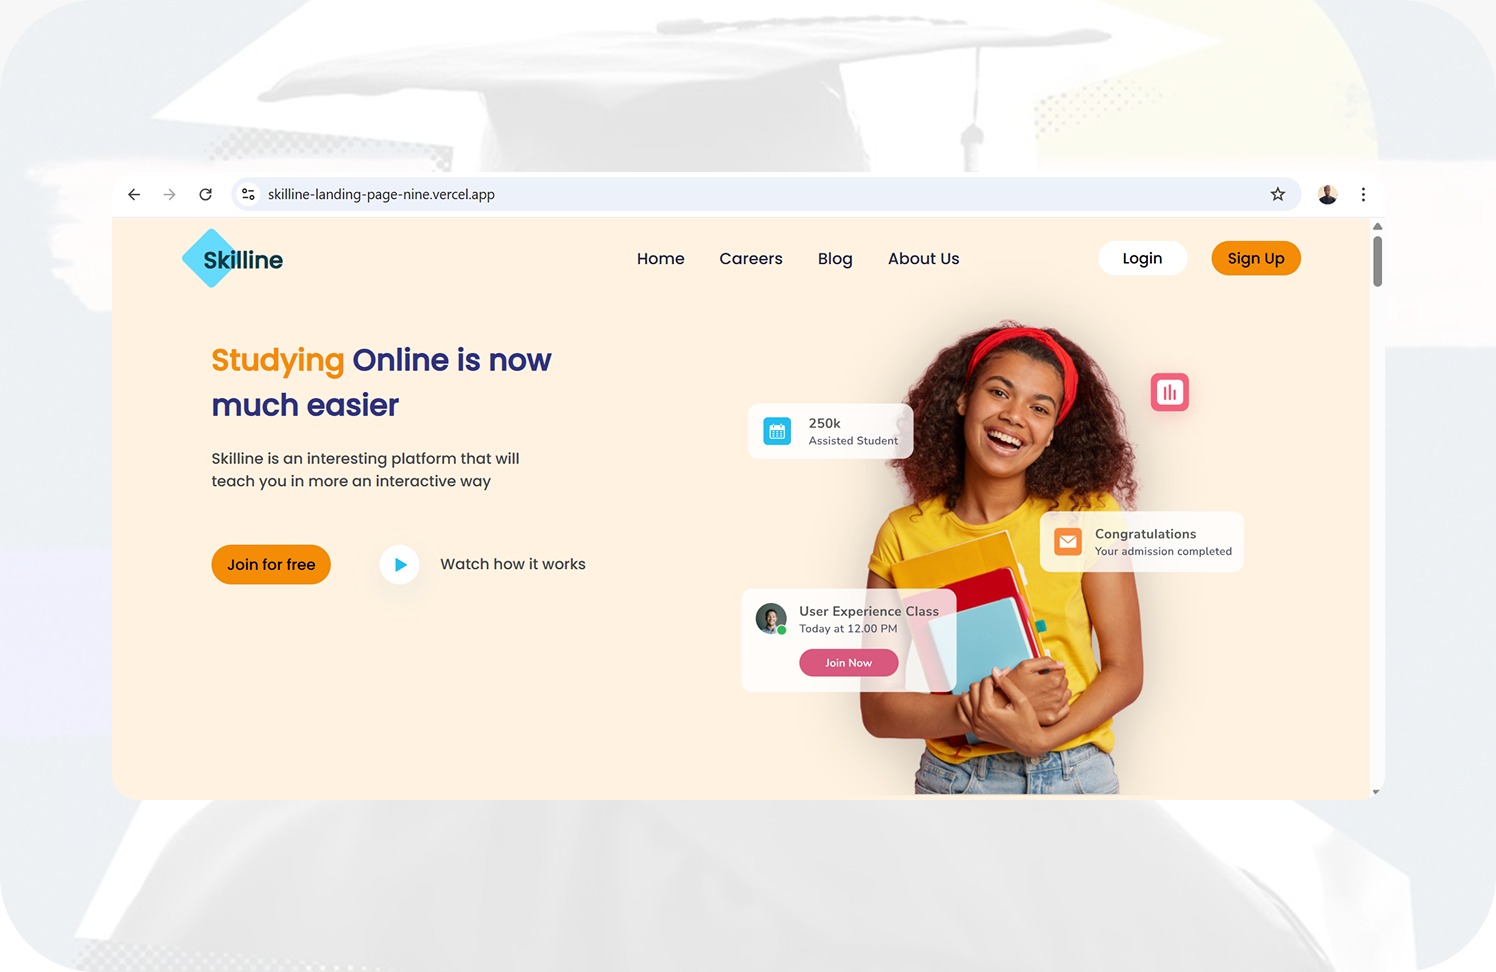 skilline-landing-page-nine.vercel.app
Skilline
Home Careers Blog About Us Login Sign Up
Studying Online is now
much easier
Skilline is an interesting platform that will
teach you in more an interactive way
Join for free Watch how it works
250k
Assisted Student
Congratulations
Your admission completed
User Experience Class
Today at 12.00 PM
Join Now